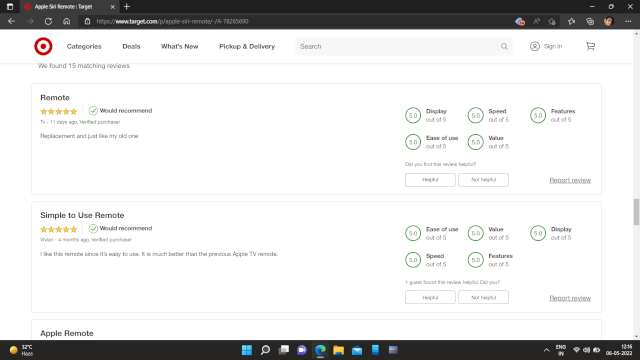 Apple Siri Remote : Target
https://www.target.com/p/apple-siri-remote/-/A-78265690
Categories
Deals
What's New
Pickup & Delivery
Search
Sign in
We found 15 matching reviews
Remote
Would recommend
Tv - 11 days ago, Verified purchaser
Replacement and just like my old one
5.0 Display out of 5
5.0 Speed out of 5
5.0 Features out of 5
5.0 Ease of use out of 5
5.0 Value out of 5
Did you find this review helpful?
Helpful
Not helpful
Report review
Simple to Use Remote
Would recommend
Vivian - 4 months ago, Verified purchaser
I like this remote since it's easy to use. It is much better than the previous Apple TV remote.
5.0 Ease of use out of 5
5.0 Value out of 5
5.0 Display out of 5
5.0 Speed out of 5
5.0 Features out of 5
1 guest found this review helpful. Did you?
Helpful
Not helpful
Report review
Apple Remote
32°C
Haze
ENG
IN
12:16
06-05-2022